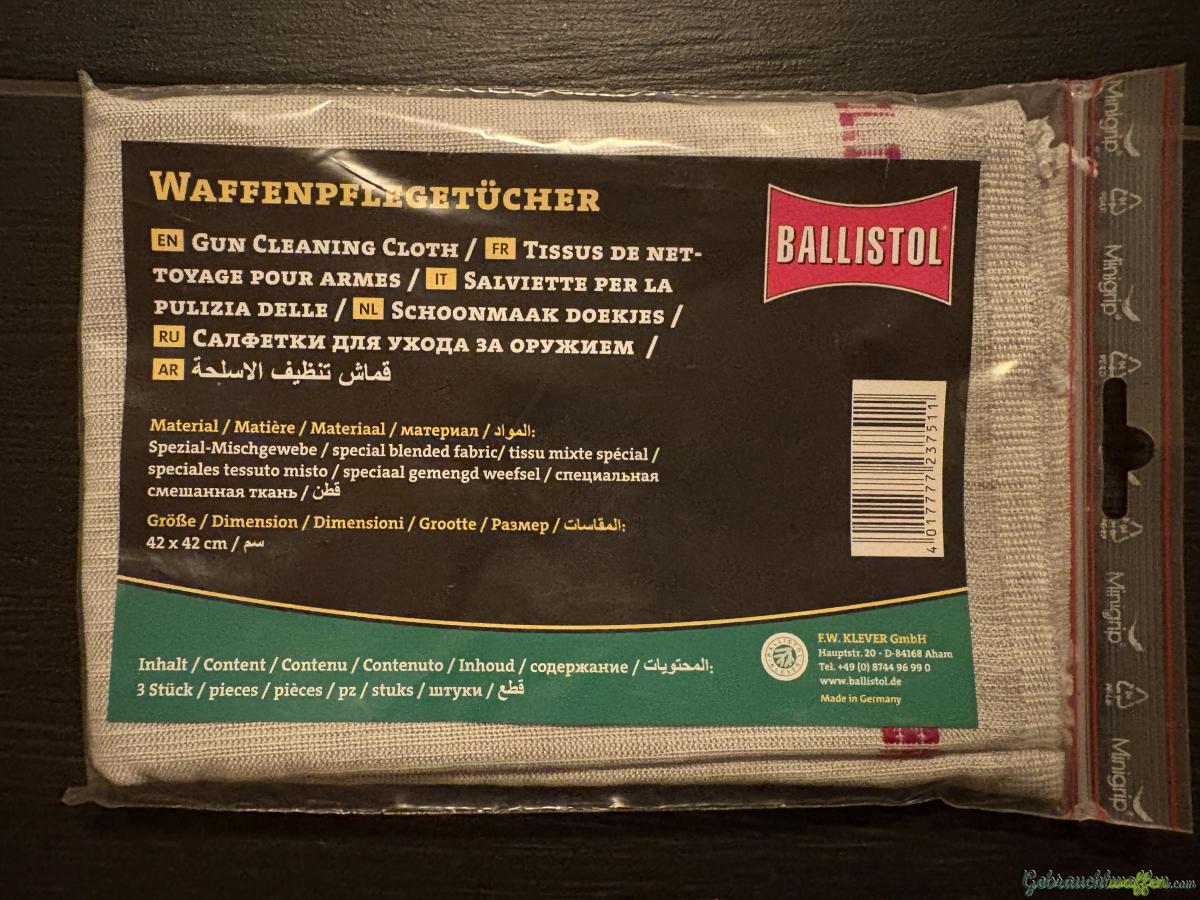 WAFFENPFLEGETÜCHER
EN GUN CLEANING CLOTH / FR TISSUS DE NET-
TOYAGE POUR ARMES / IT SALVIETTE PER LA
PULIZIA DELLE / NL SCHOONMAAK DOEKJES /
RU САЛФЕТКИ ДЛЯ УХОДА ЗА ОРУЖИЕМ /
AR قماش تنظيف الاسلحة
BALLISTOL
Material / Matière / Materiaal / материал / المواد:
Spezial-Mischgewebe / special blended fabric/ tissu mixte spécial /
speciales tessuto misto / speciaal gemengd weefsel / специальная
смешанная ткань / قطن
Größe / Dimension / Dimensioni / Grootte / Размер / المقاسات:
42 x 42 cm / سم
4 017777 237511
Inhalt / Content / Contenu / Contenuto / Inhoud / содержание / المحتويات:
3 Stück / pieces / pièces / pz / stuks / штуки / قطع
F.W. KLEVER GmbH
Hauptstr. 20 · D-84168 Aham
Tel. +49 (0) 8744 96 99 0
www.ballistol.de
Made in Germany
Minigrip
Minigrip
Minigrip
Minigrip
Gebrauchtwaffen.com